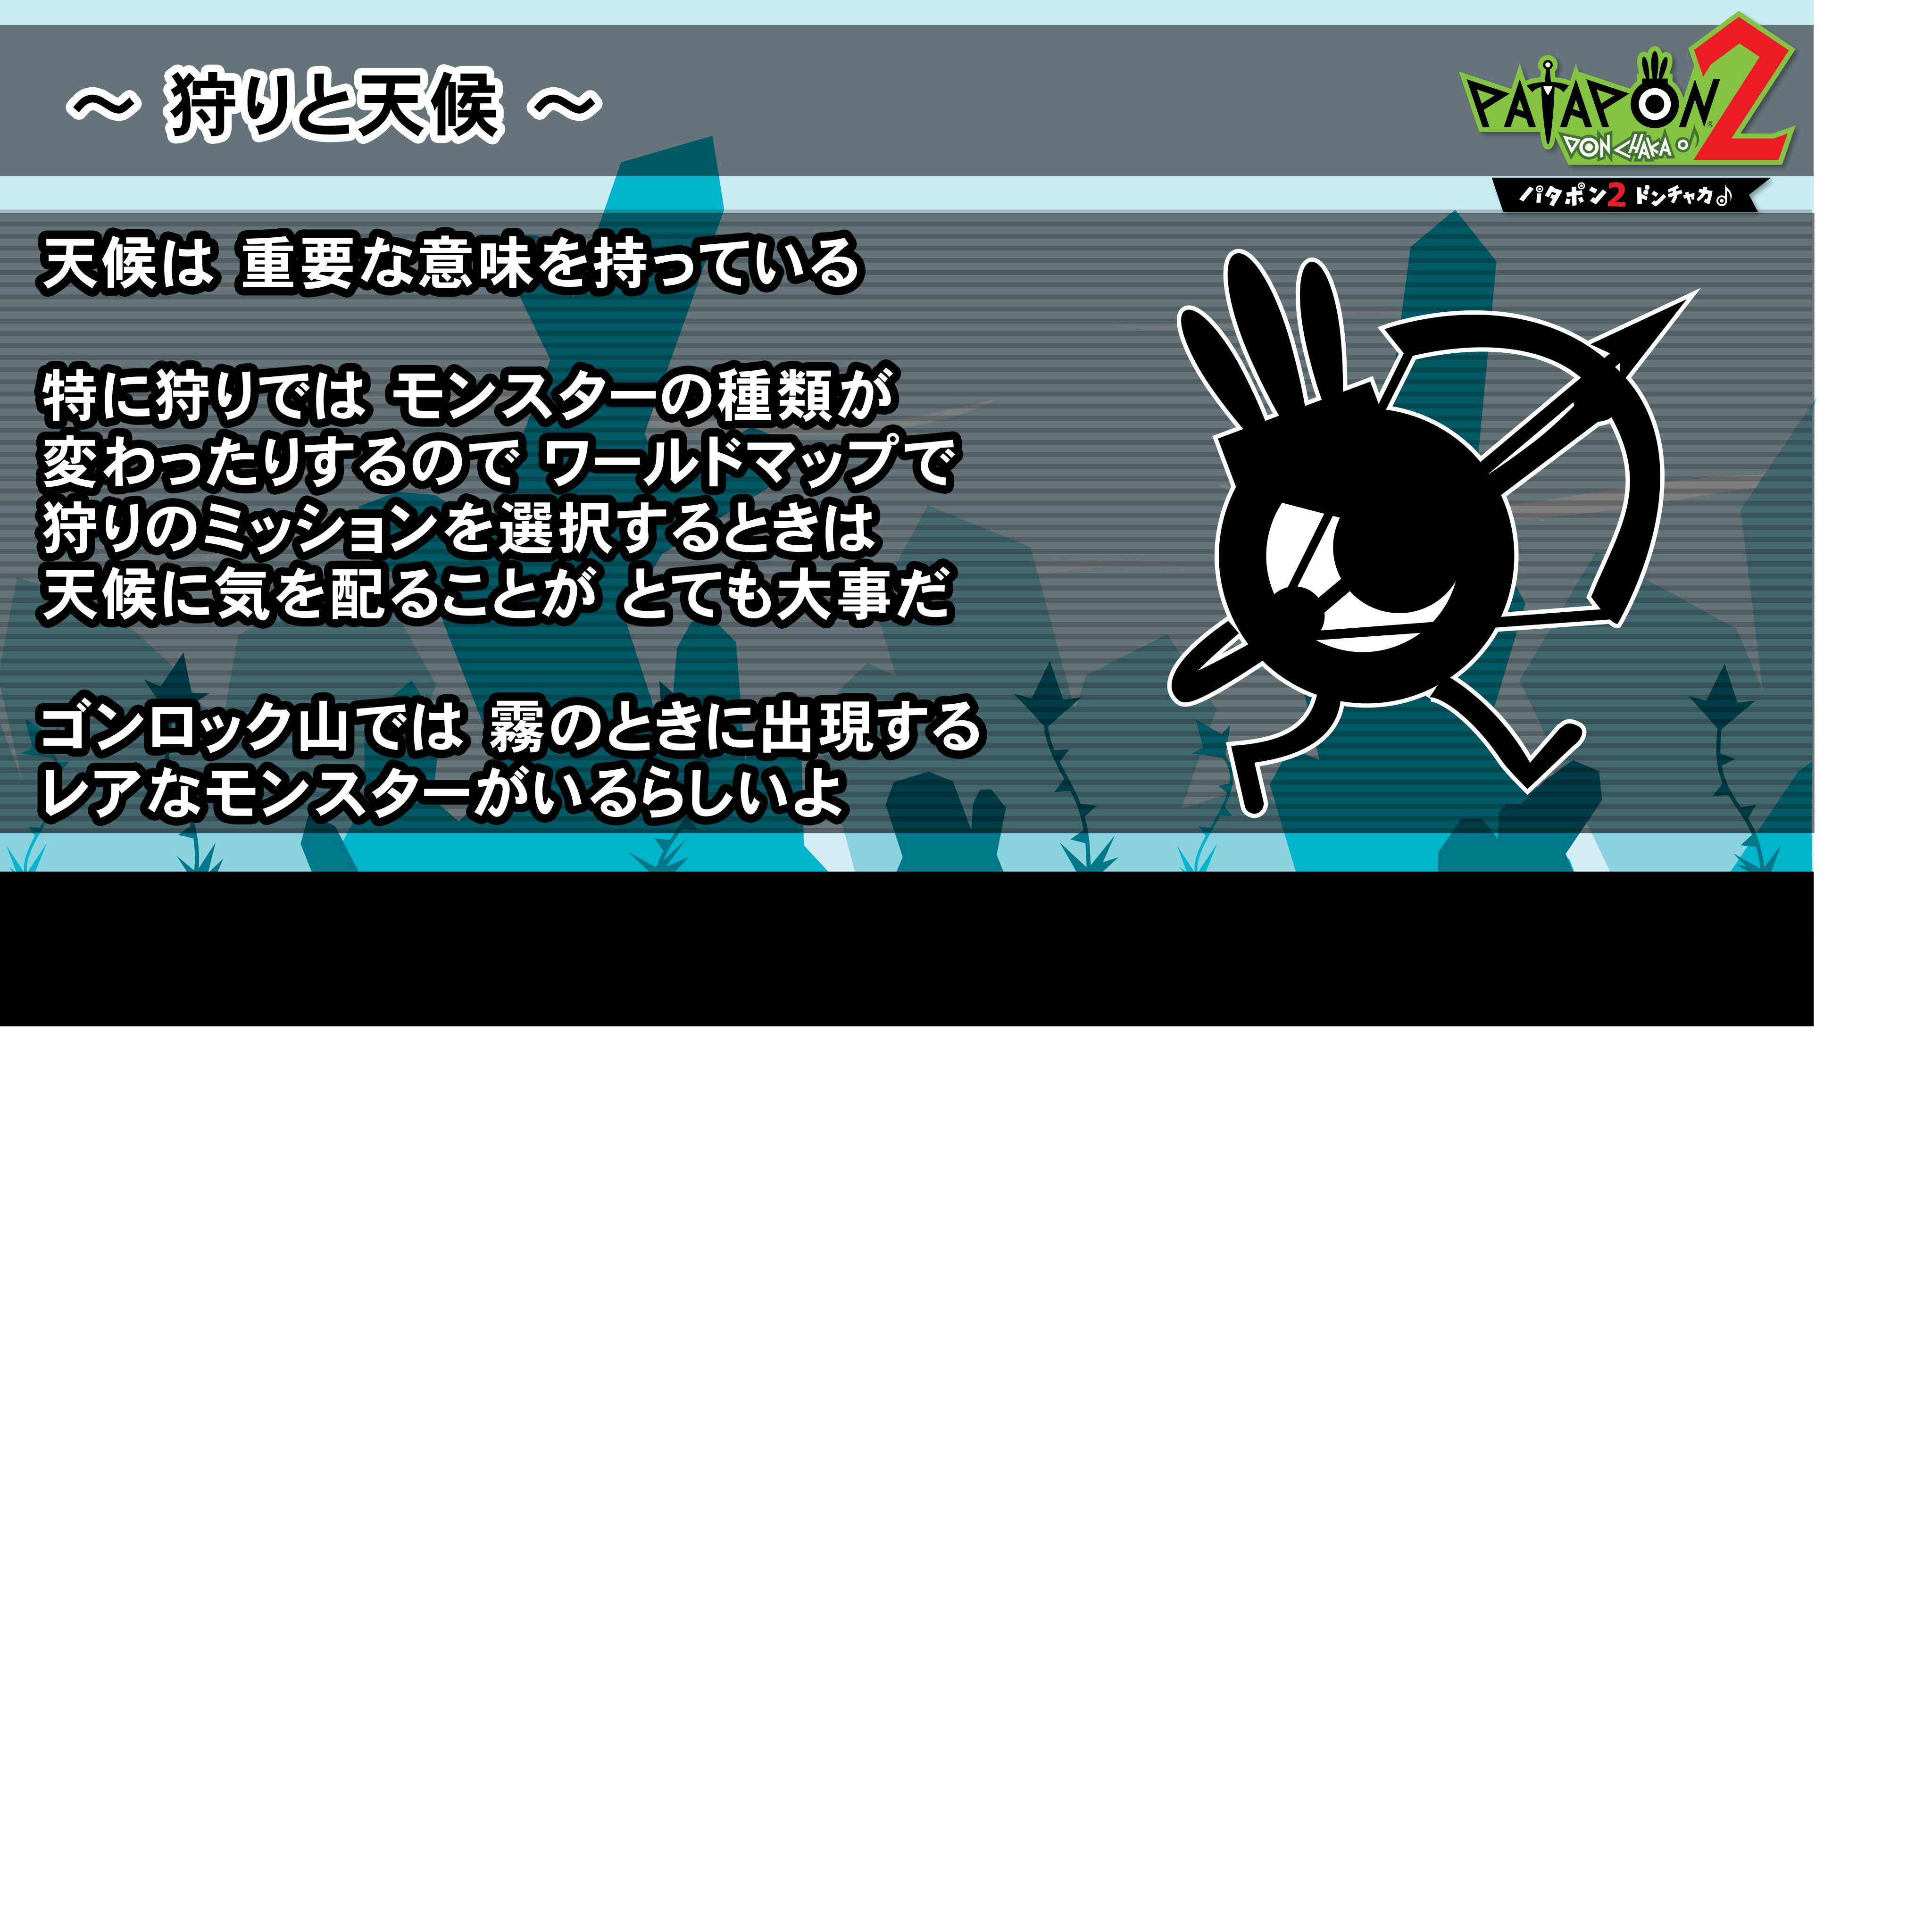 ～ 狩りと天候 ～
PATAPON 2
DON CHAKA♪
パタポン2 ドンチャカ♪
天候は 重要な意味を持っている
特に狩りでは モンスターの種類が
変わったりするので ワールドマップで
狩りのミッションを選択するときは
天候に気を配ることが とても大事だ
ゴンロック山では 霧のときに出現する
レアなモンスターがいるらしいよ